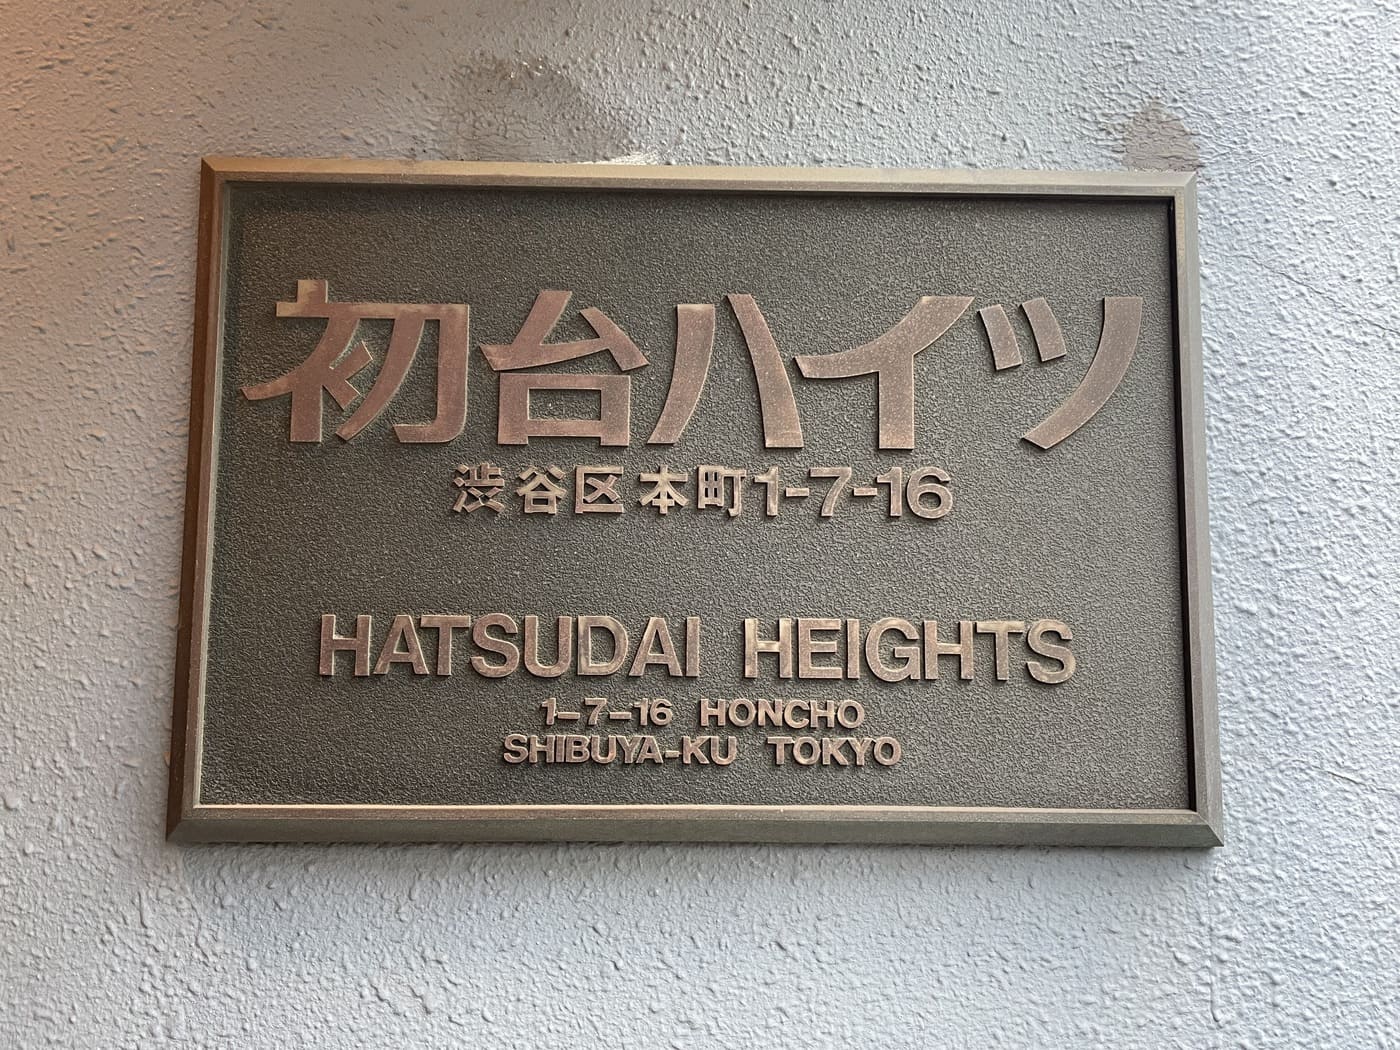 初台ハイツ
渋谷区本町1-7-16
HATSUDAI HEIGHTS
1-7-16 HONCHO
SHIBUYA-KU TOKYO